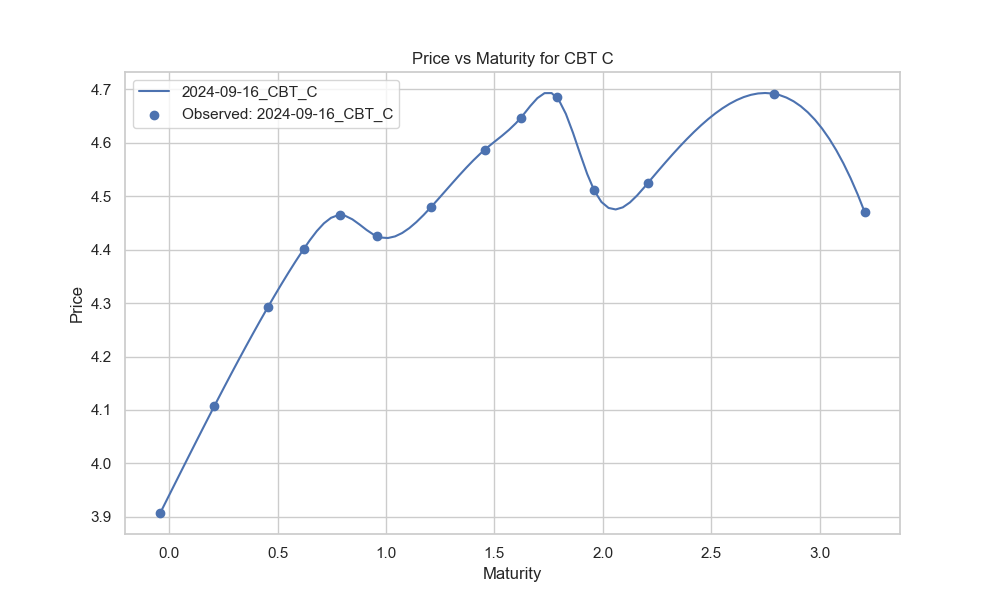 Price vs Maturity for CBT C
2024-09-16_CBT_C
Observed: 2024-09-16_CBT_C
Price
4.7
4.6
4.5
4.4
4.3
4.2
4.1
4.0
3.9
0.0 0.5 1.0 1.5 2.0 2.5 3.0
Maturity